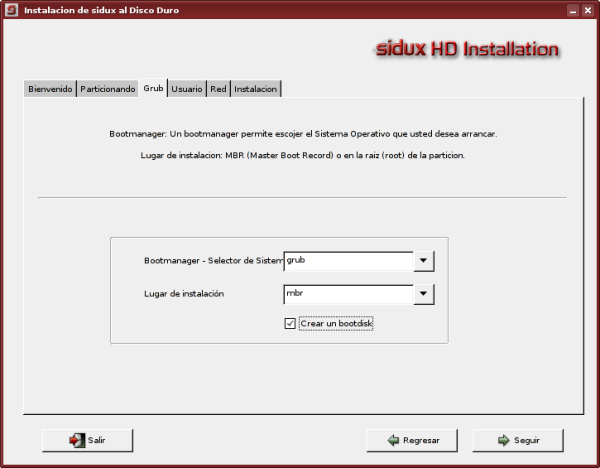 Instalacion de sidux al Disco Duro
sidux HD Installation
Bienvenido Particionando Grub Usuario Red Instalacion
Bootmanager: Un bootmanager permite escojer el Sistema Operativo que usted desea arrancar.
Lugar de instalacion: MBR (Master Boot Record) o en la raiz (root) de la particion.
Bootmanager - Selector de Sistem grub
Lugar de instalación mbr
Crear un bootdisk
Salir Regresar Seguir